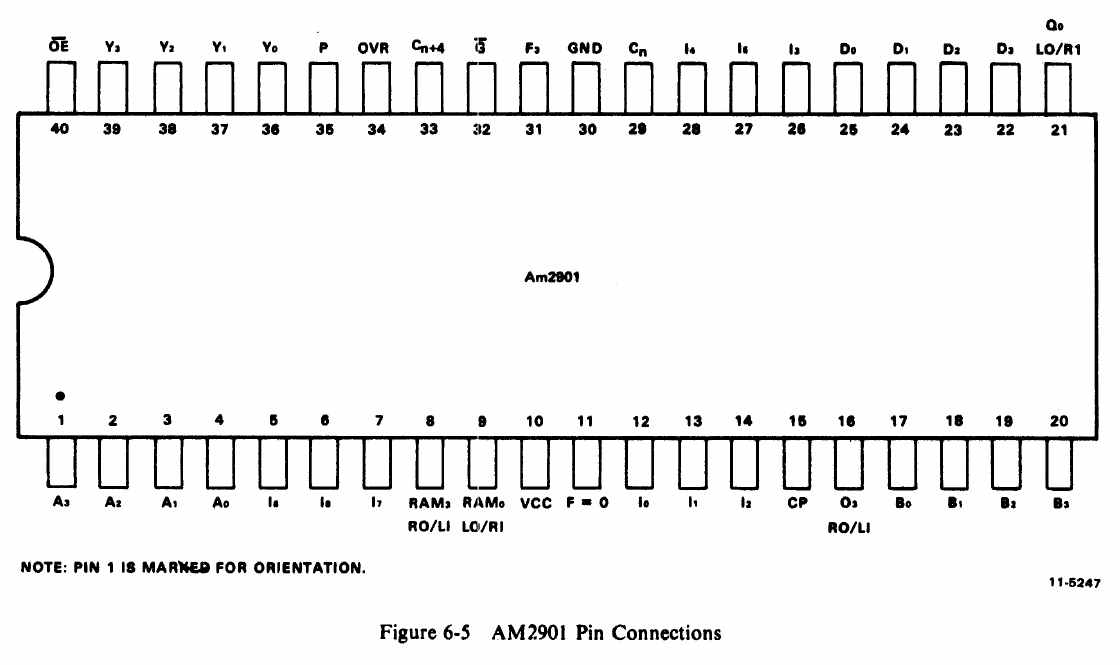 Q₀
O̅E̅ Y₃ Y₂ Y₁ Y₀ P OVR Cn+4 G̅ F₃ GND Cn I₄ I₅ I₃ D₀ D₁ D₂ D₃ LO/R1
40 39 38 37 36 35 34 33 32 31 30 29 28 27 26 25 24 23 22 21
Am2901
1 2 3 4 5 6 7 8 9 10 11 12 13 14 15 16 17 18 19 20
A₃ A₂ A₁ A₀ I₆ I₈ I₇ RAM₃ RAM₀ VCC F = 0 I₀ I₁ I₂ CP O₃ B₀ B₁ B₂ B₃
RO/LI LO/RI RO/LI
NOTE: PIN 1 IS MARKED FOR ORIENTATION.
11-5247
Figure 6-5 AM2901 Pin Connections